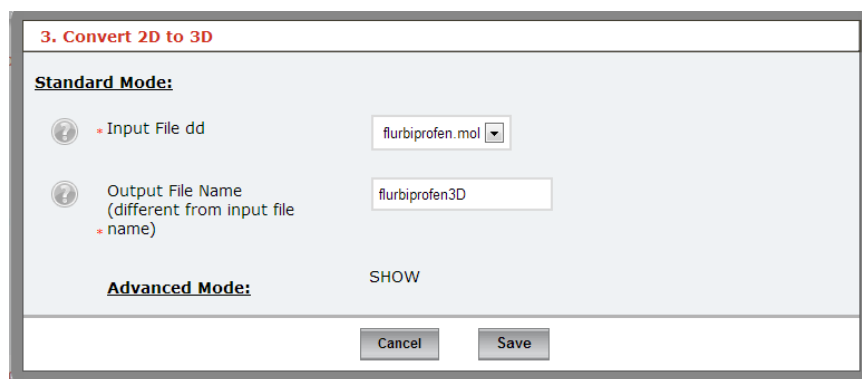 3. Convert 2D to 3D
Standard Mode:
? * Input File dd flurbiprofen.mol
? Output File Name flurbiprofen3D
(different from input file
* name)
Advanced Mode: SHOW
Cancel Save